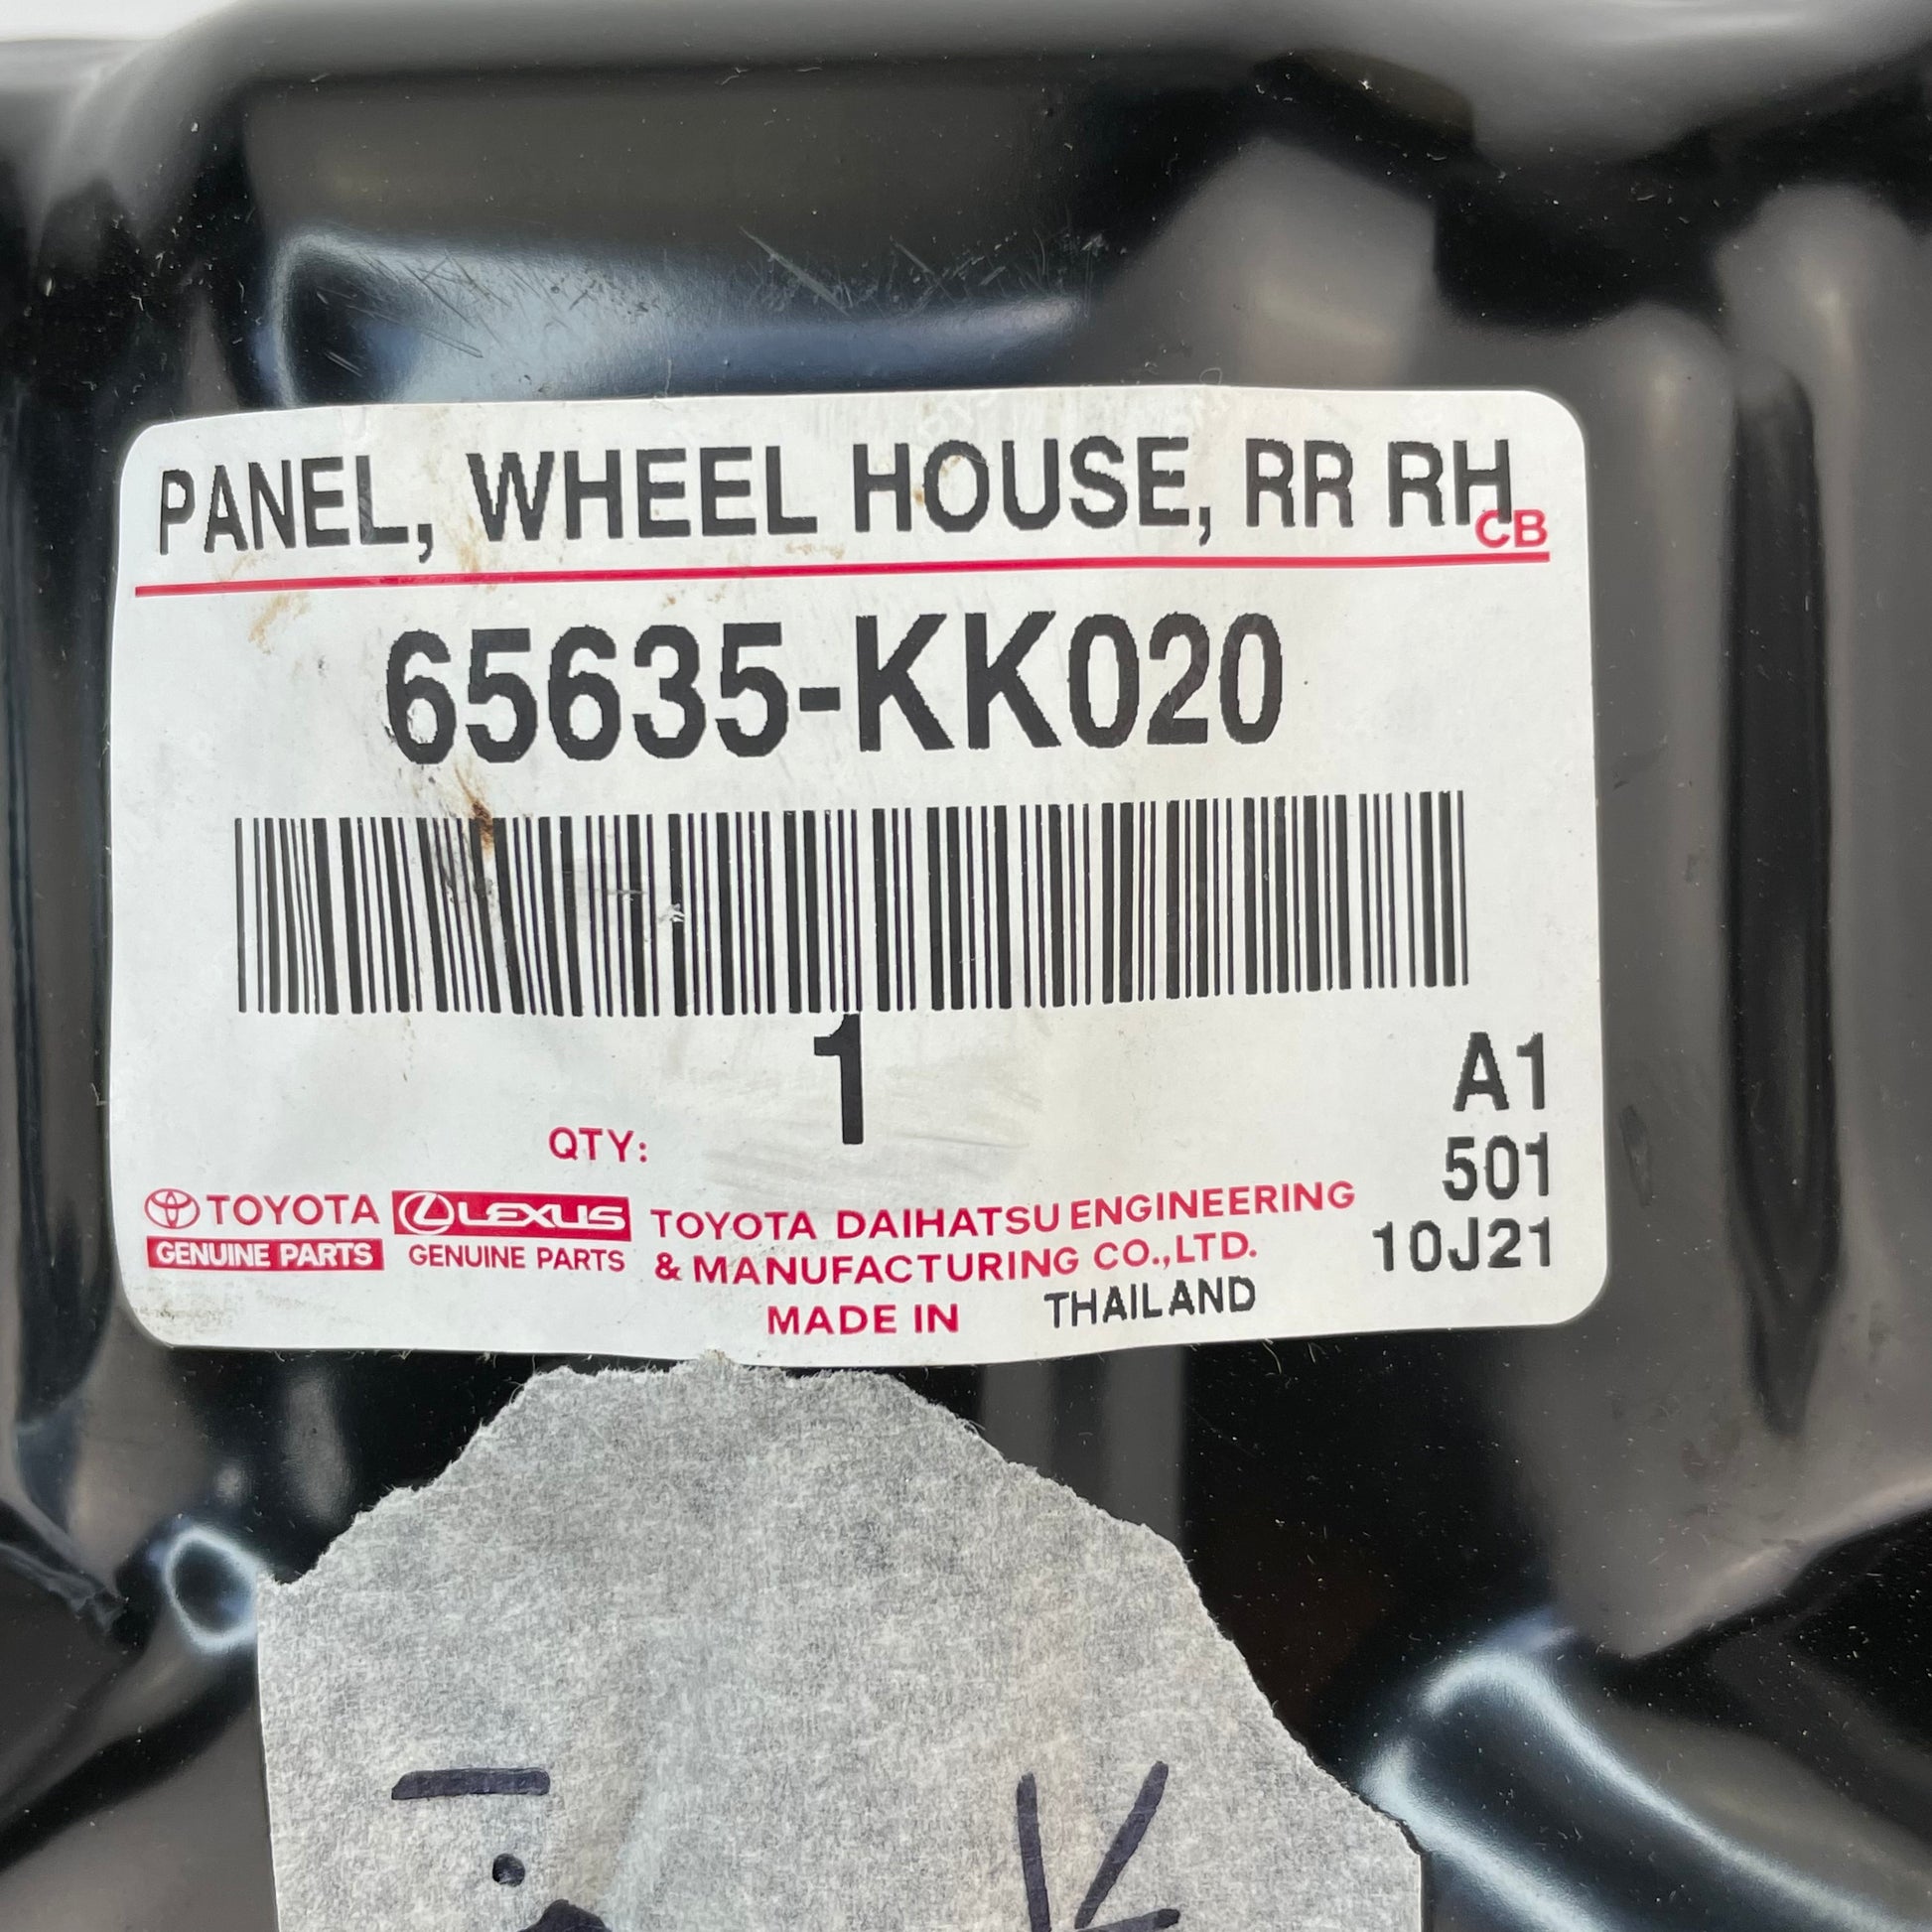 PANEL, WHEEL HOUSE, RR RH
CB
65635-KK020
QTY: 1
A1
501
10J21
TOYOTA
GENUINE PARTS
LEXUS
GENUINE PARTS
TOYOTA DAIHATSU ENGINEERING
& MANUFACTURING CO.,LTD.
MADE IN THAILAND